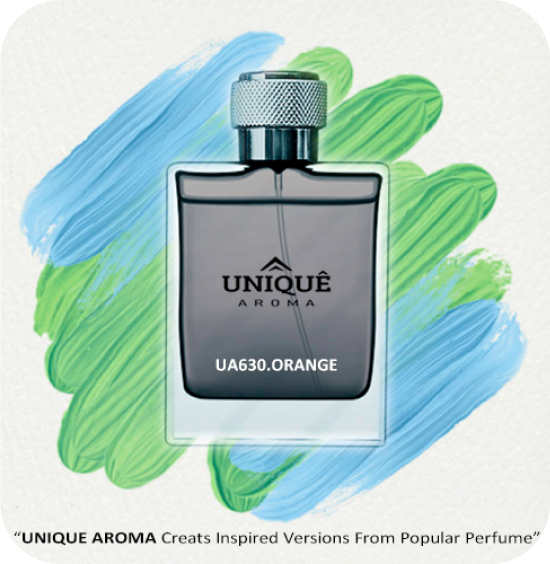 UNIQUÊ
AROMA
UA630.ORANGE
“UNIQUE AROMA Creats Inspired Versions From Popular Perfume”